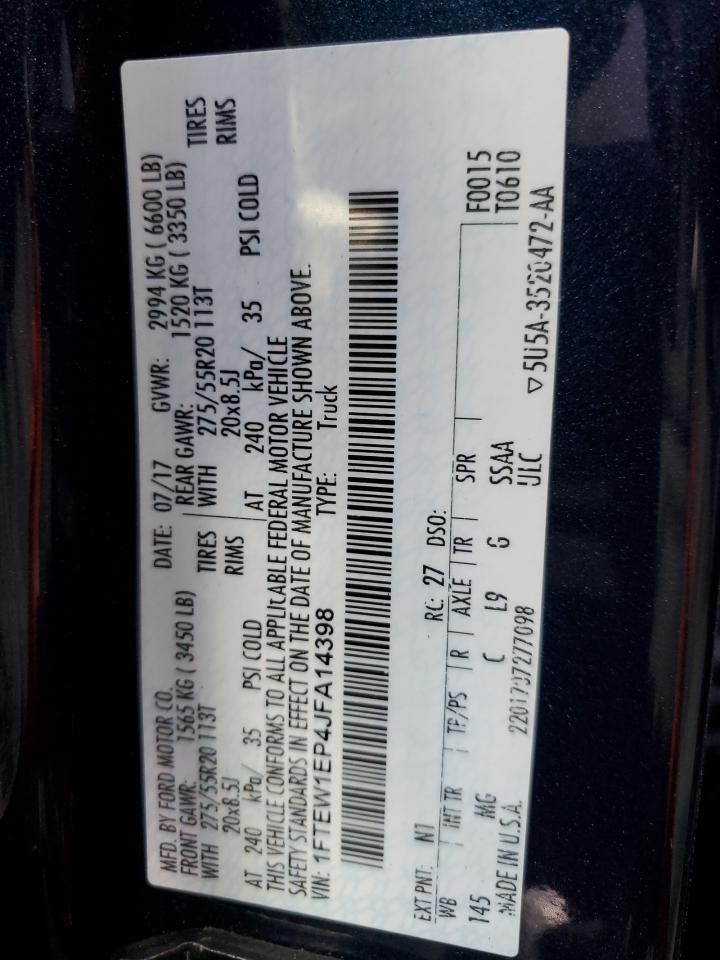 MFD. BY FORD MOTOR CO. DATE: 07/17 GVWR: 2994 KG ( 6600 LB)
FRONT GAWR: 1565 KG ( 3450 LB) REAR GAWR: 1520 KG ( 3350 LB)
WITH 275/55R20 113T TIRES WITH 275/55R20 113T TIRES
20x8.5J RIMS 20x8.5J RIMS
AT 240 kPa/ 35 PSI COLD AT 240 kPa/ 35 PSI COLD
THIS VEHICLE CONFORMS TO ALL APPLICABLE FEDERAL MOTOR VEHICLE
SAFETY STANDARDS IN EFFECT ON THE DATE OF MANUFACTURE SHOWN ABOVE.
VIN: 1FTEW1EP4JFA14398 TYPE: Truck
EXT PNT: N1 RC: 27 DSO: F0015
WB INT TR TP/PS R AXLE TR SPR T0610
145 MG C L9 G SSAA
2201707277098 ULC ▽5U5A-3520472-AA
MADE IN U.S.A.